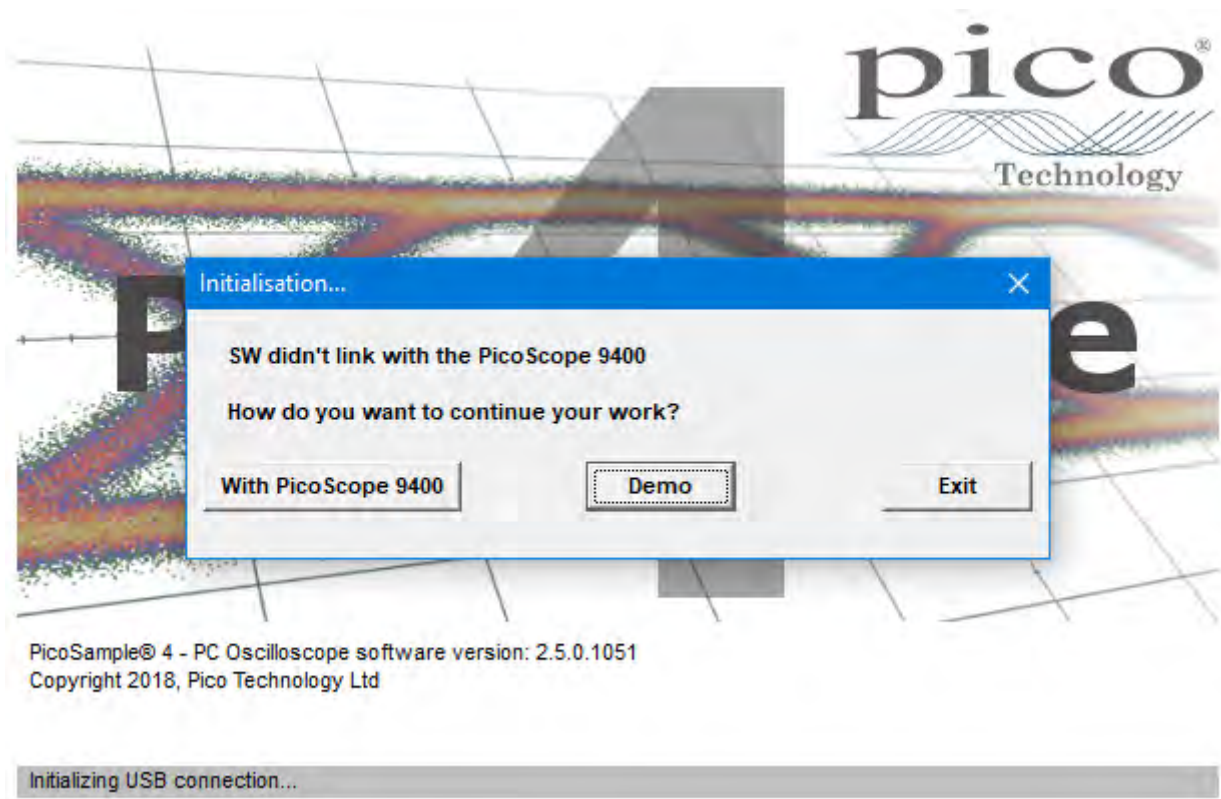 pico®
Technology
4
P
e
Initialisation...
SW didn't link with the PicoScope 9400
How do you want to continue your work?
With PicoScope 9400
Demo
Exit
PicoSample® 4 - PC Oscilloscope software version: 2.5.0.1051
Copyright 2018, Pico Technology Ltd
Initializing USB connection...